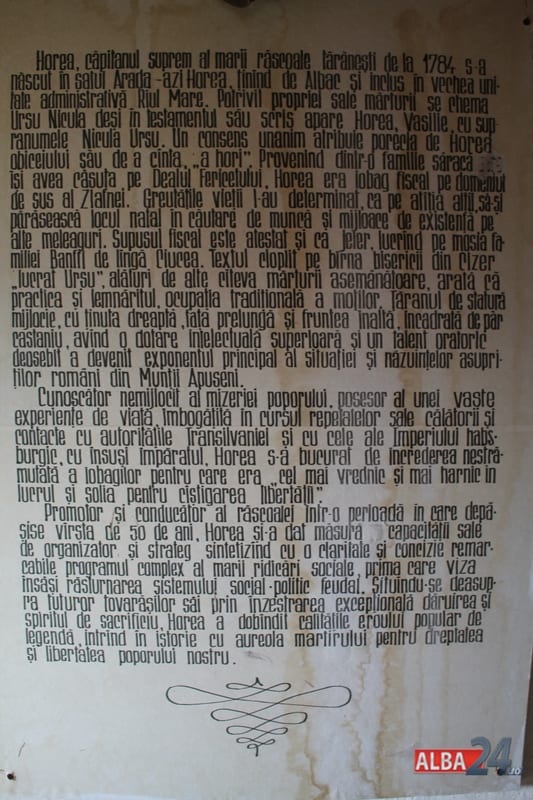 Horea, căpitanul suprem al marii răscoale țărănești de la 1784 s-a
născut în satul Arada-azi Horea, ținînd de Albac și inclus în vechea uni-
tate administrativă Rîul Mare. Potrivit propriei sale mărturii se chema
Ursu Nicula deși în testamentul său scris apare Horea, Vasilie, cu sup-
ranumele Nicula Ursu. Un consens unanim atribuie porecla de Horea
obiceiului său de a cînta, „a hori”. Provenind dintr-o familie săracă
își avea căsuța pe Dealul Fericetului, Horea era iobag fiscal pe domeniul
de sus al Zlatnei. Greutățile vieții l-au determinat, ca pe atîția alții, să-și
părăsească locul natal în căutare de muncă și mijloace de existență pe
alte meleaguri. Supusul fiscal este atestat și ca jeler, lucrînd pe moșia fa-
miliei Banffi de lîngă Ciucea. Textul cioplit pe bîrna bisericii din Cizer
„lucrat Ursu”, alături de alte cîteva mărturii asemănătoare, arată că
practica și lemnăritul, ocupația tradițională a moților. Țăranul de statură
mijlocie, cu ținuta dreaptă, fața prelungă și fruntea înaltă, încadrată de păr
castaniu, avînd o dotare intelectuală superioară și un talent oratoric
deosebit a devenit exponentul principal al situației și năzuințelor asupri-
ților români din Munții Apuseni.
Cunoscător nemijlocit al mizeriei poporului, posesor al unei vaste
experiențe de viață, îmbogățită în cursul repetatelor sale călătorii și
contacte cu autoritățile Transilvaniei și cu cele ale Imperiului habs-
burgic, cu însuși împăratul, Horea s-a bucurat de încrederea nestră-
mutată a iobagilor pentru care era „cel mai vrednic și mai harnic în
lucrul și solia pentru cîștigarea libertății”.
Promotor și conducător al răscoalei într-o perioadă în care depă-
șise vîrsta de 50 de ani, Horea și-a dat măsura capacității sale
de organizator și strateg sintetizînd cu o claritate și concizie remar-
cabile programul complex al marii ridicări sociale, prima care viza
însăși răsturnarea sistemului social-politic feudal. Situindu-se deasup-
ra tuturor tovarășilor săi prin înzestrarea excepțională dăruirea și
spiritul de sacrificiu, Horea a dobîndit calitățile eroului popular de
legendă, intrînd în istorie cu aureola martirului pentru dreptatea
și libertatea poporului nostru.
ALBA24.ro